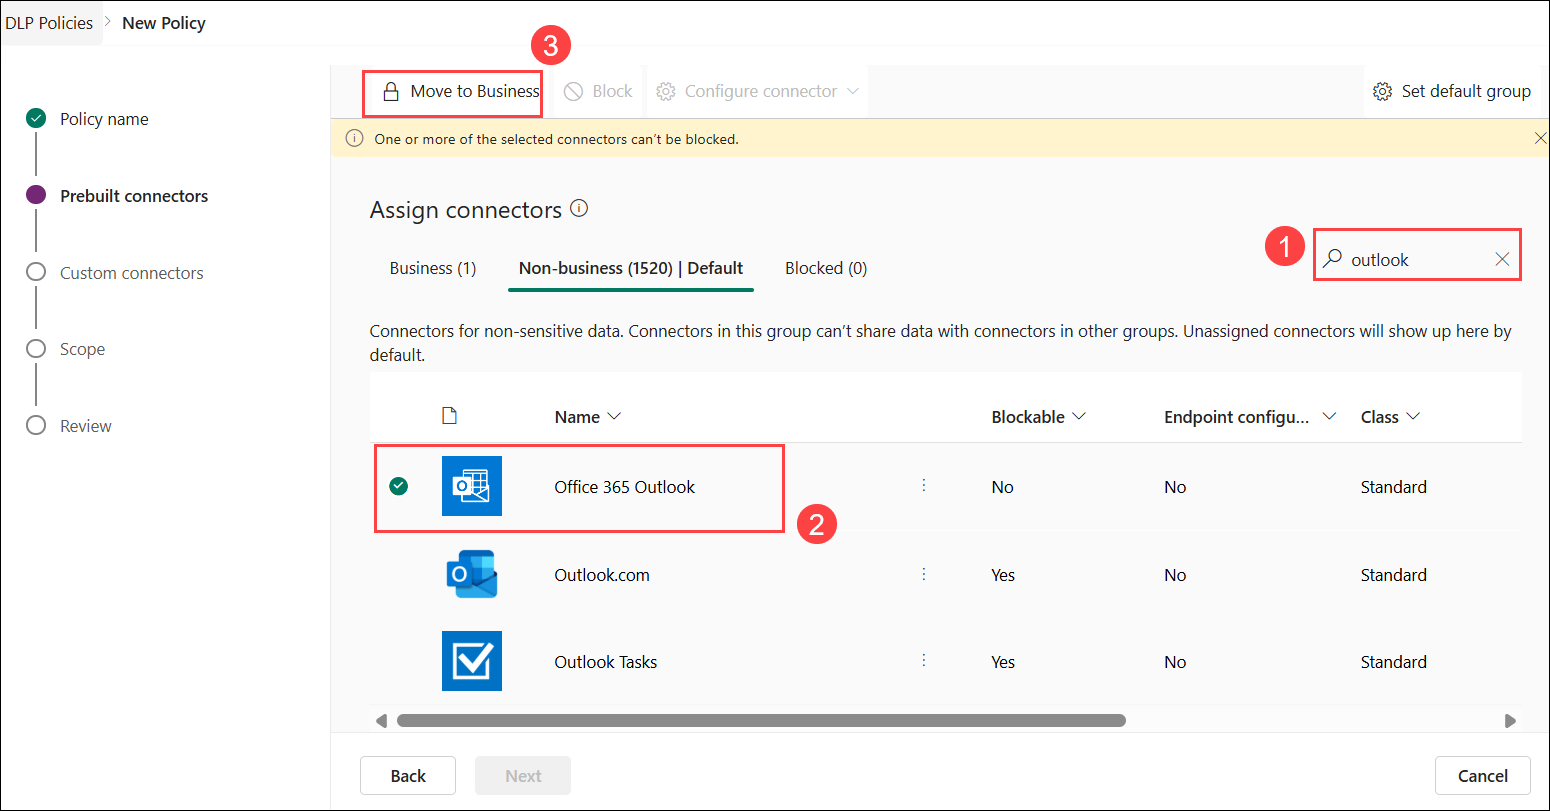 DLP Policies > New Policy
3
Move to Business
Block
Configure connector
Set default group
One or more of the selected connectors can't be blocked.
Policy name
Prebuilt connectors
Custom connectors
Scope
Review
Assign connectors
1
outlook
Business (1)
Non-business (1520) | Default
Blocked (0)
Connectors for non-sensitive data. Connectors in this group can't share data with connectors in other groups. Unassigned connectors will show up here by
default.
Name
Blockable
Endpoint configu...
Class
Office 365 Outlook
No
No
Standard
2
Outlook.com
Yes
No
Standard
Outlook Tasks
Yes
No
Standard
Back
Next
Cancel